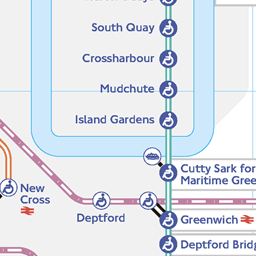 South Quay
Crossharbour
Mudchute
Island Gardens
Cutty Sark for
Maritime Gree
New
Cross
Deptford
Greenwich
Deptford Bridg